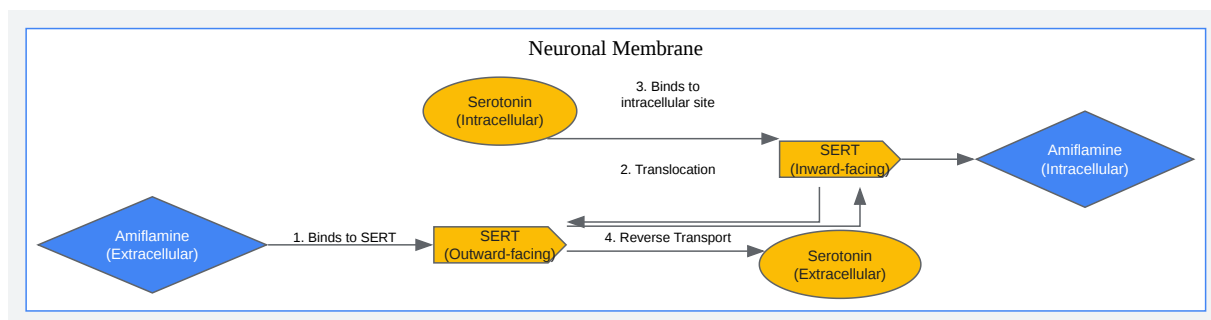 Neuronal Membrane
Serotonin
(Intracellular)
3. Binds to
intracellular site
SERT
(Inward-facing)
Amiflamine
(Intracellular)
2. Translocation
Amiflamine
(Extracellular)
1. Binds to SERT
SERT
(Outward-facing)
4. Reverse Transport
Serotonin
(Extracellular)